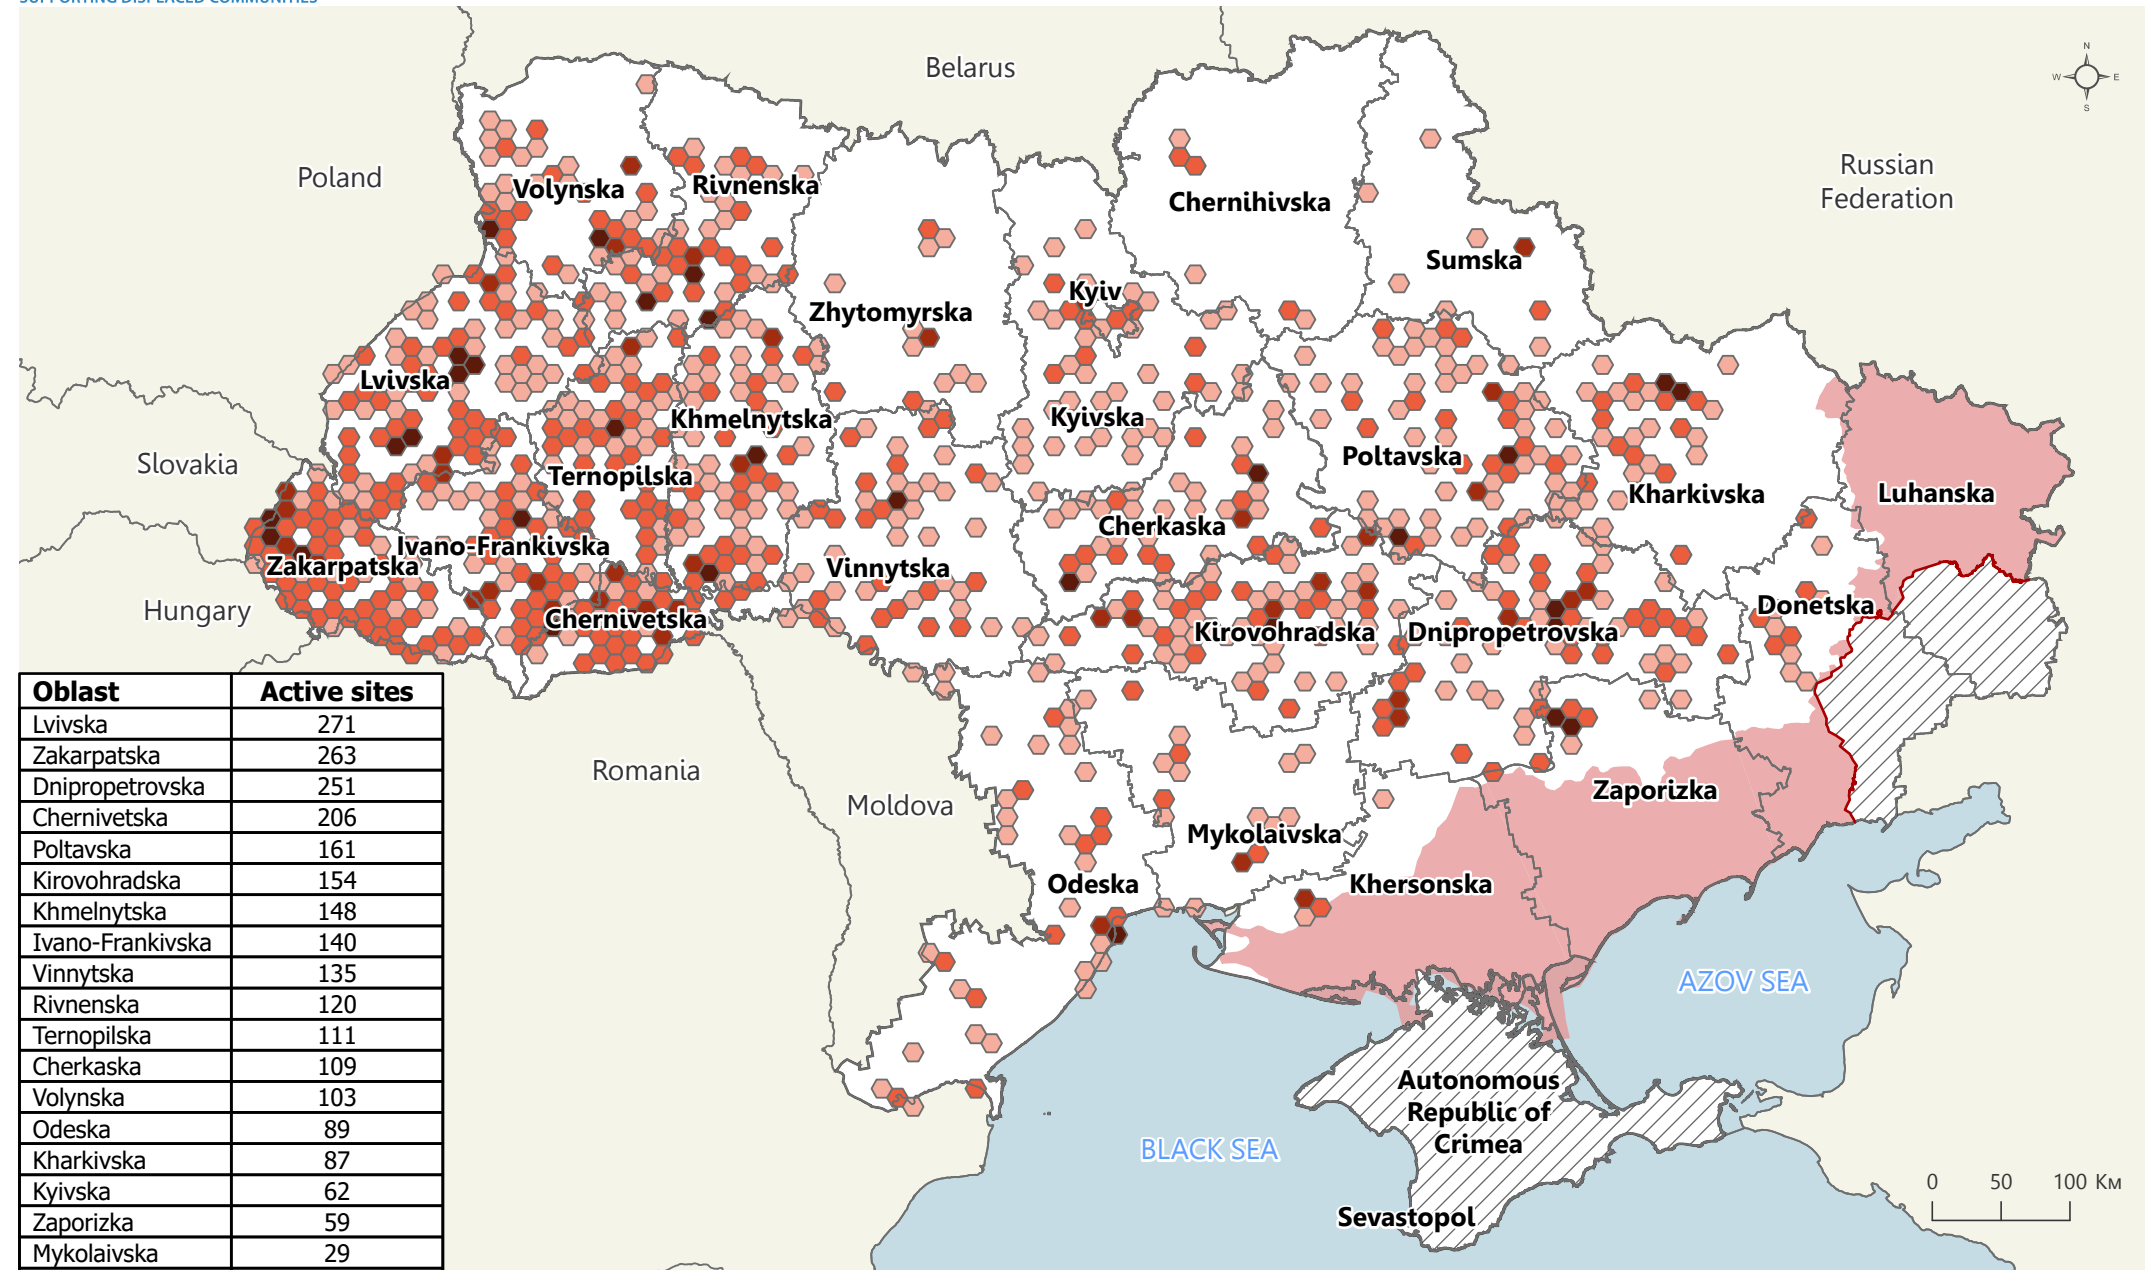 SUPPORTING DISPLACED COMMUNITIES
Belarus
N
W E
S
Poland
Russian
Federation
Volynska
Rivnenska
Chernihivska
Sumska
Kyiv
Zhytomyrska
Lvivska
Khmelnytska
Kyivska
Slovakia
Ternopilska
Poltavska
Kharkivska
Luhanska
Cherkaska
Ivano-Frankivska
Zakarpatska
Vinnytska
Hungary
Chernivetska
Kirovohradska
Dnipropetrovska
Donetska
Romania
Moldova
Zaporizka
Mykolaivska
Odeska
Khersonska
AZOV SEA
Autonomous
Republic of
Crimea
BLACK SEA
Sevastopol
0 50 100 Км
Oblast Active sites
Lvivska 271
Zakarpatska 263
Dnipropetrovska 251
Chernivetska 206
Poltavska 161
Kirovohradska 154
Khmelnytska 148
Ivano-Frankivska 140
Vinnytska 135
Rivnenska 120
Ternopilska 111
Cherkaska 109
Volynska 103
Odeska 89
Kharkivska 87
Kyivska 62
Zaporizka 59
Mykolaivska 29